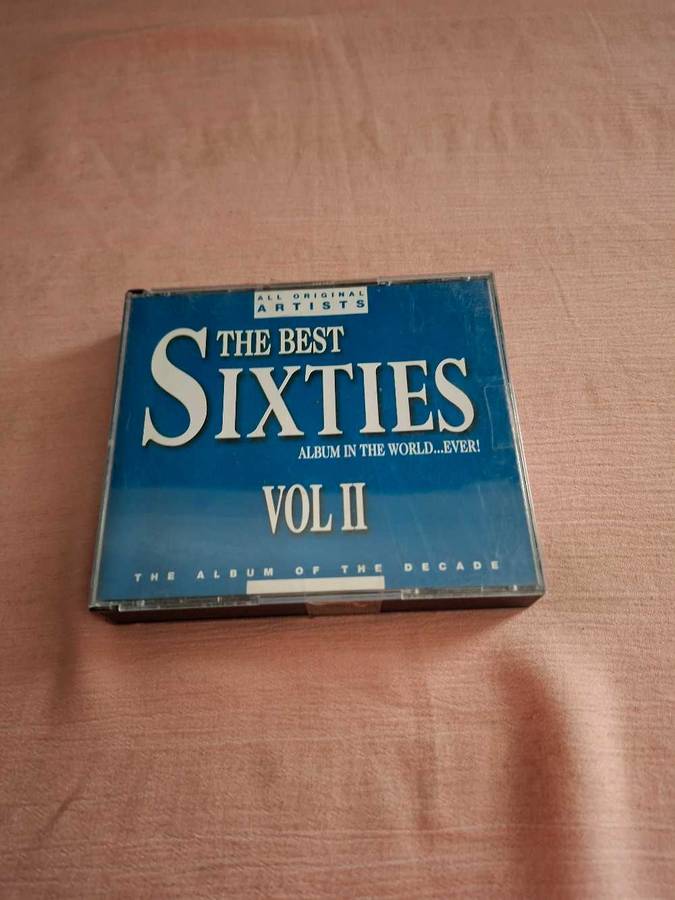 ALL ORIGINAL
ARTISTS
THE BEST
SIXTIES
ALBUM IN THE WORLD...EVER!
VOL II
THE ALBUM OF THE DECADE